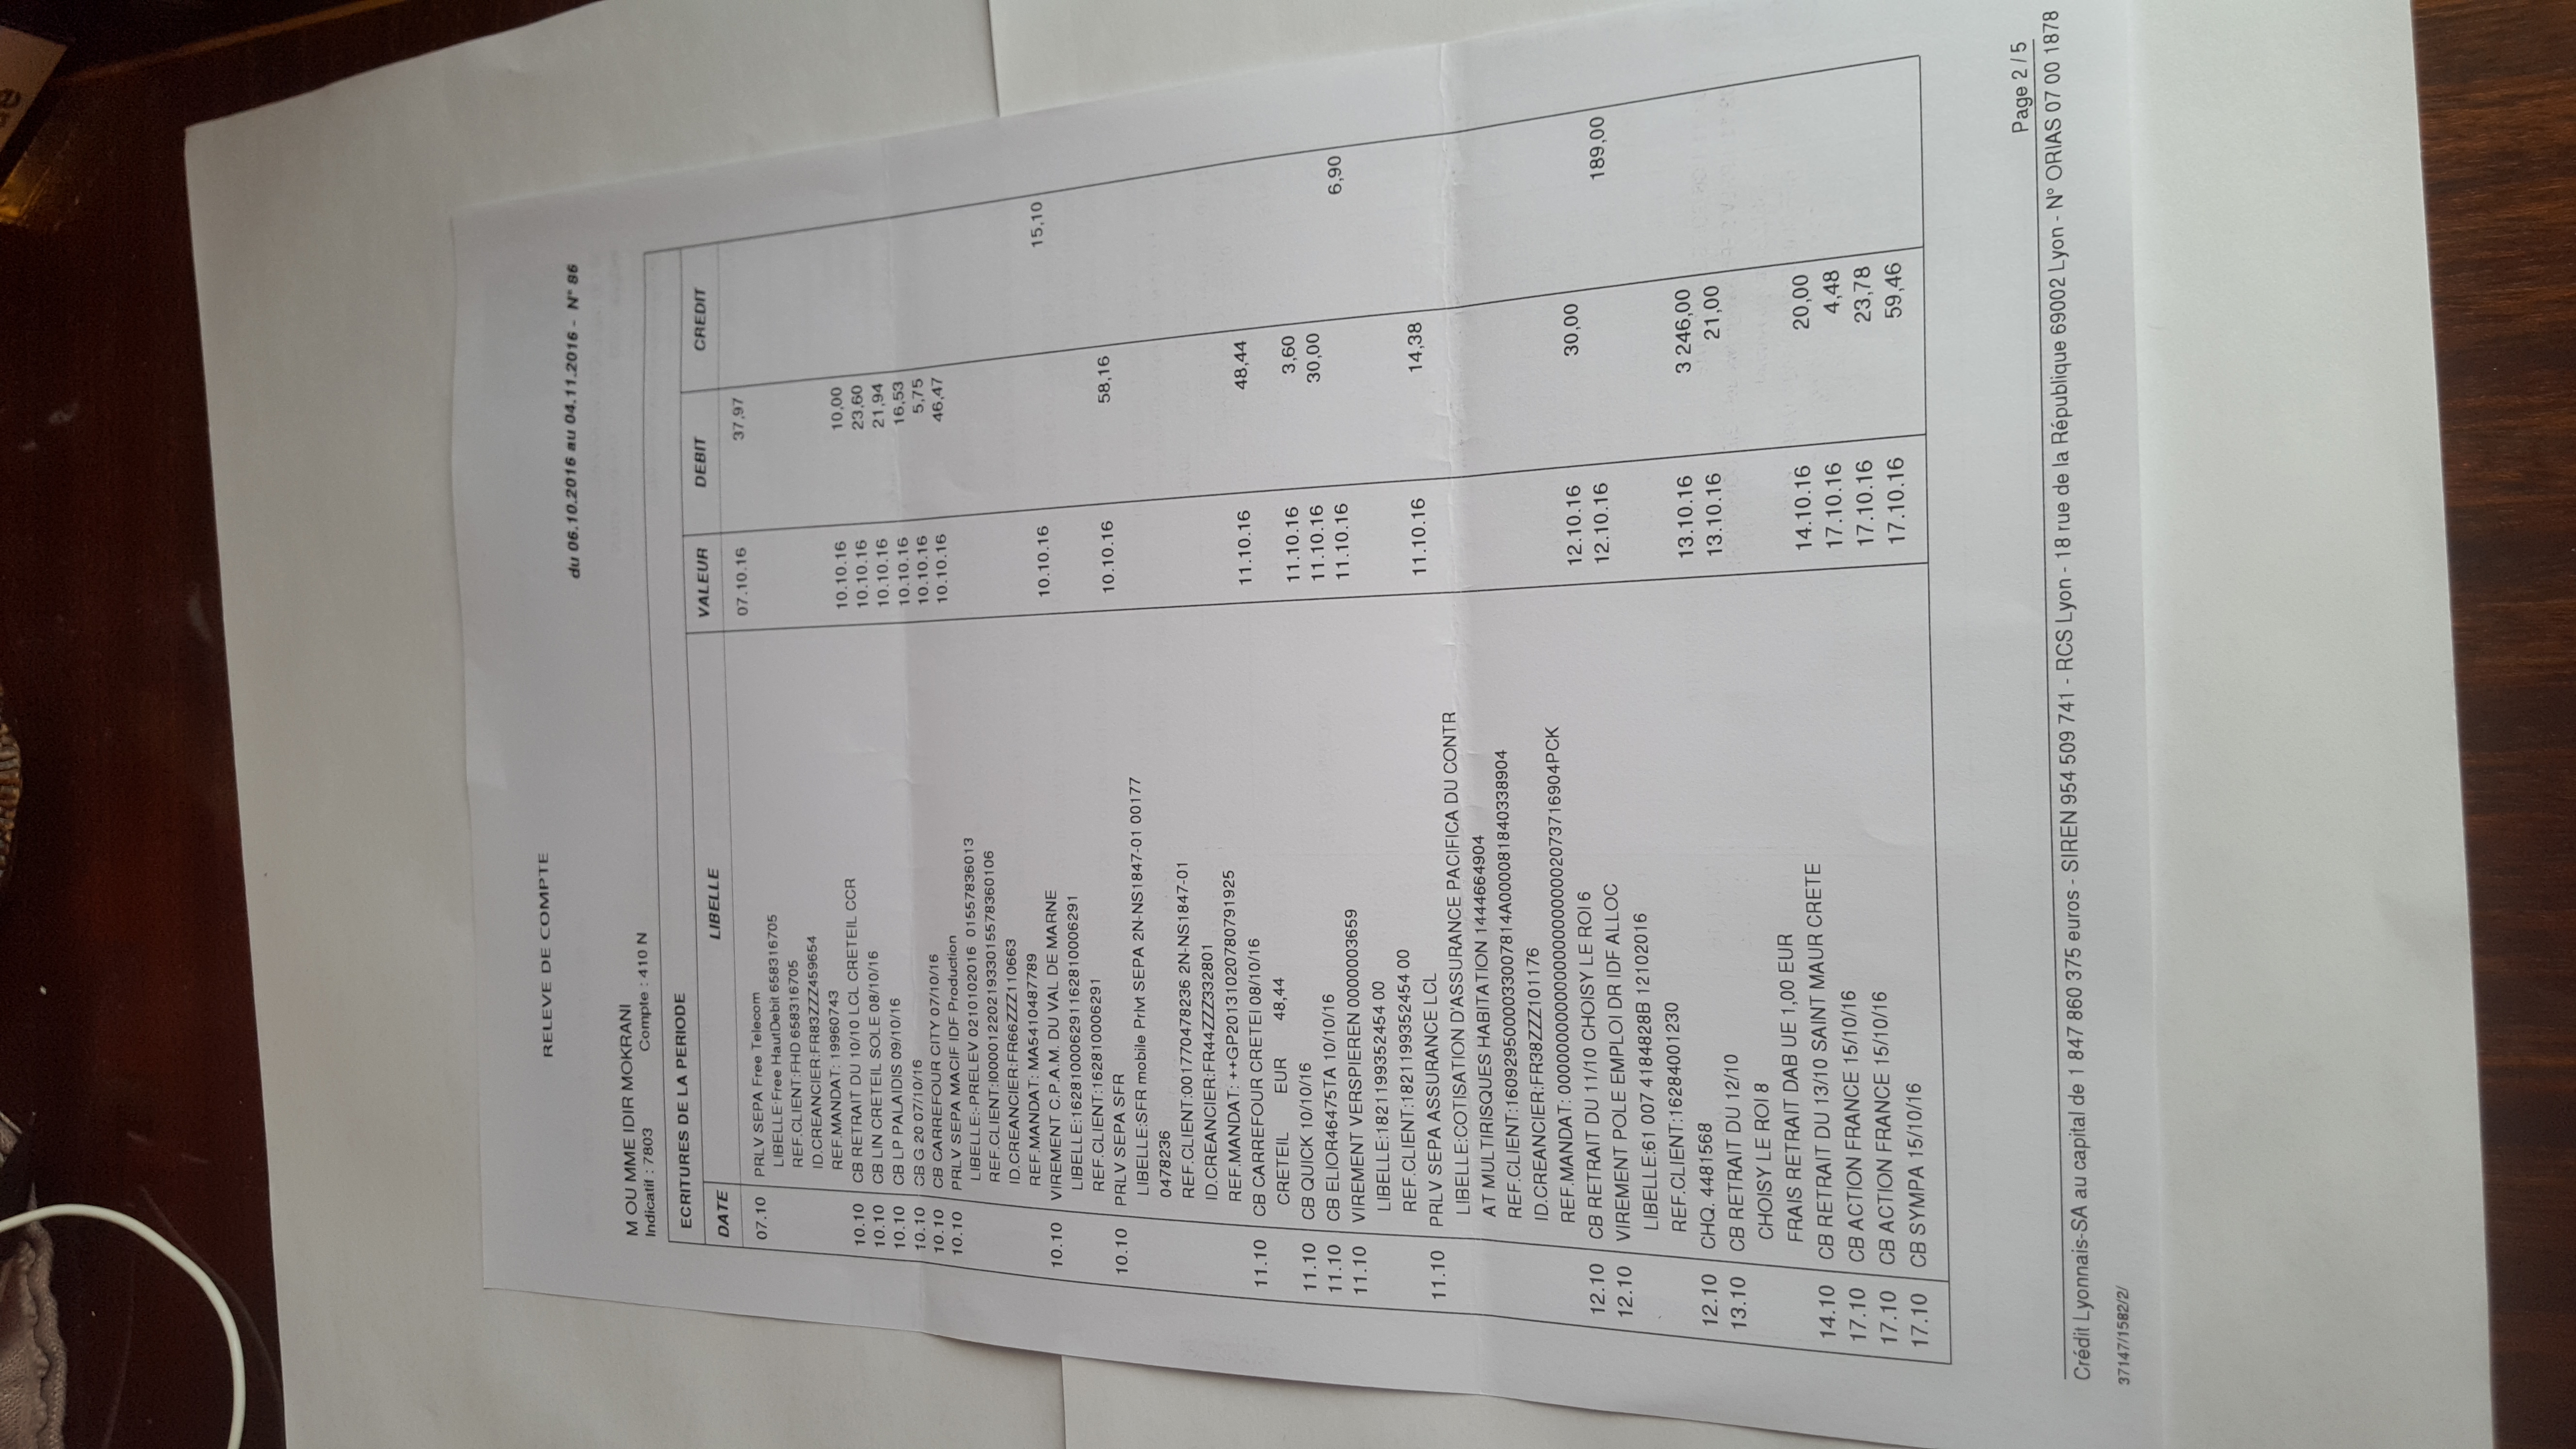 RELEVE DE COMPTE
du 06.10.2016 au 04.11.2016 - N° 86
M OU MME IDIR MOKRANI
Indicatif : 7803 Compte : 410 N
ECRITURES DE LA PERIODE
DATE LIBELLE VALEUR DEBIT CREDIT
07.10 PRLV SEPA Free Telecom 07.10.16 37,97
LIBELLE:Free HautDebit 658316705
REF.CLIENT:FHD 658316705
ID.CREANCIER:FR83ZZZ459654
REF.MANDAT: 19960743
10.10 CB RETRAIT DU 10/10 LCL CRETEIL CCR 10.10.16 10,00
10.10 CB LIN CRETEIL SOLE 08/10/16 10.10.16 23,60
10.10 CB LP PALAIDIS 09/10/16 10.10.16 21,94
10.10 CB G 20 07/10/16 10.10.16 16,53
10.10 CB CARREFOUR CITY 07/10/16 10.10.16 5,75
10.10 PRLV SEPA MACIF IDF Production 10.10.16 46,47
LIBELLE:-PRELEV 0210102016 01557836013
REF.CLIENT:I0000122021933015578360106
ID.CREANCIER:FR66ZZZ110663
REF.MANDAT: MA5410487789
10.10 VIREMENT C.P.A.M. DU VAL DE MARNE 10.10.16 15,10
LIBELLE:162810006291162810006291
REF.CLIENT:162810006291
10.10 PRLV SEPA SFR 10.10.16 58,16
LIBELLE:SFR mobile Prlvt SEPA 2N-NS1847-01 00177
0478236
REF.CLIENT:001770478236 2N-NS1847-01
ID.CREANCIER:FR44ZZZ332801
REF.MANDAT: ++GP20131020780791925
11.10 CB CARREFOUR CRETEI 08/10/16 11.10.16 48,44
CRETEIL EUR 48,44
11.10 CB QUICK 10/10/16 11.10.16 3,60
11.10 CB ELIOR46475TA 10/10/16 11.10.16 30,00
11.10 VIREMENT VERSPIEREN 0000003659 11.10.16 6,90
LIBELLE:1821199352454 00
REF.CLIENT:1821199352454 00
11.10 PRLV SEPA ASSURANCE LCL 11.10.16 14,38
LIBELLE:COTISATION D'ASSURANCE PACIFICA DU CONTR
AT MULTIRISQUES HABITATION 1444664904
REF.CLIENT:1609295000033007814A000081840338904
ID.CREANCIER:FR38ZZZ101176
REF.MANDAT: 0000000000000000000000002073716904PCK
12.10 CB RETRAIT DU 11/10 CHOISY LE ROI 6 12.10.16 30,00
12.10 VIREMENT POLE EMPLOI DR IDF ALLOC 12.10.16 189,00
LIBELLE:61 007 4184828B 12102016
REF.CLIENT:16284001230
12.10 CHQ. 4481568 13.10.16 3 246,00
13.10 CB RETRAIT DU 12/10 13.10.16 21,00
CHOISY LE ROI 8
FRAIS RETRAIT DAB UE 1,00 EUR
14.10 CB RETRAIT DU 13/10 SAINT MAUR CRETE 14.10.16 20,00
17.10 CB ACTION FRANCE 15/10/16 17.10.16 4,48
17.10 CB ACTION FRANCE 15/10/16 17.10.16 23,78
17.10 CB SYMPA 15/10/16 17.10.16 59,46
Page 2 / 5
Crédit Lyonnais-SA au capital de 1 847 860 375 euros - SIREN 954 509 741 - RCS Lyon - 18 rue de la République 69002 Lyon - N° ORIAS 07 00 1878
37147/1582/2/